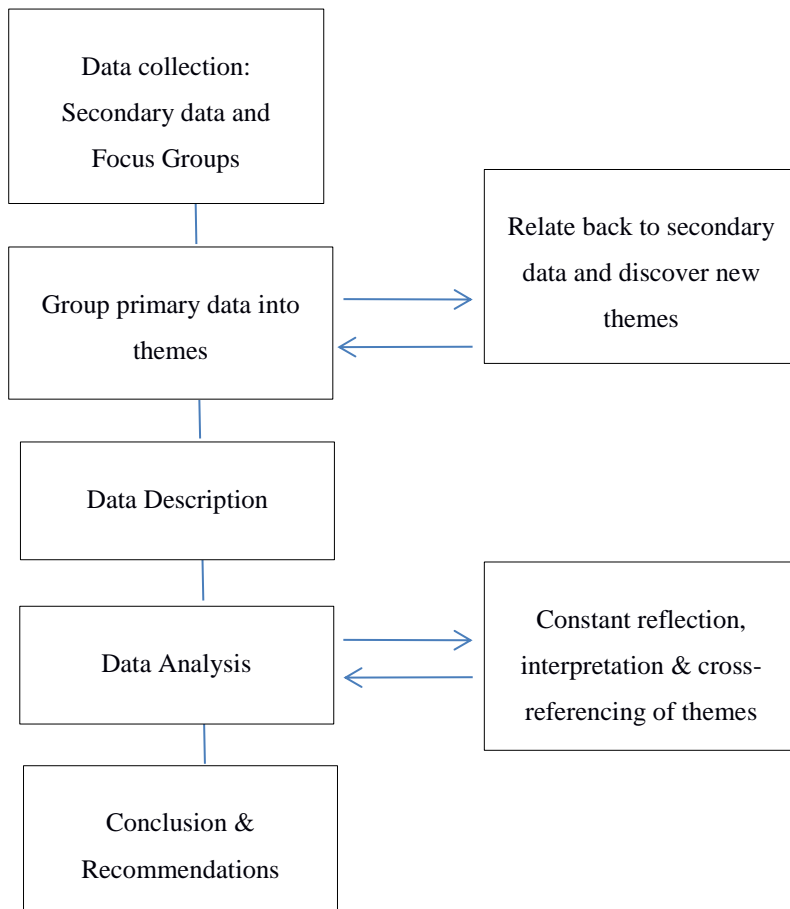 Data collection:
Secondary data and
Focus Groups
Relate back to secondary
data and discover new
themes
Group primary data into
themes
Data Description
Data Analysis
Constant reflection,
interpretation & cross-
referencing of themes
Conclusion &
Recommendations